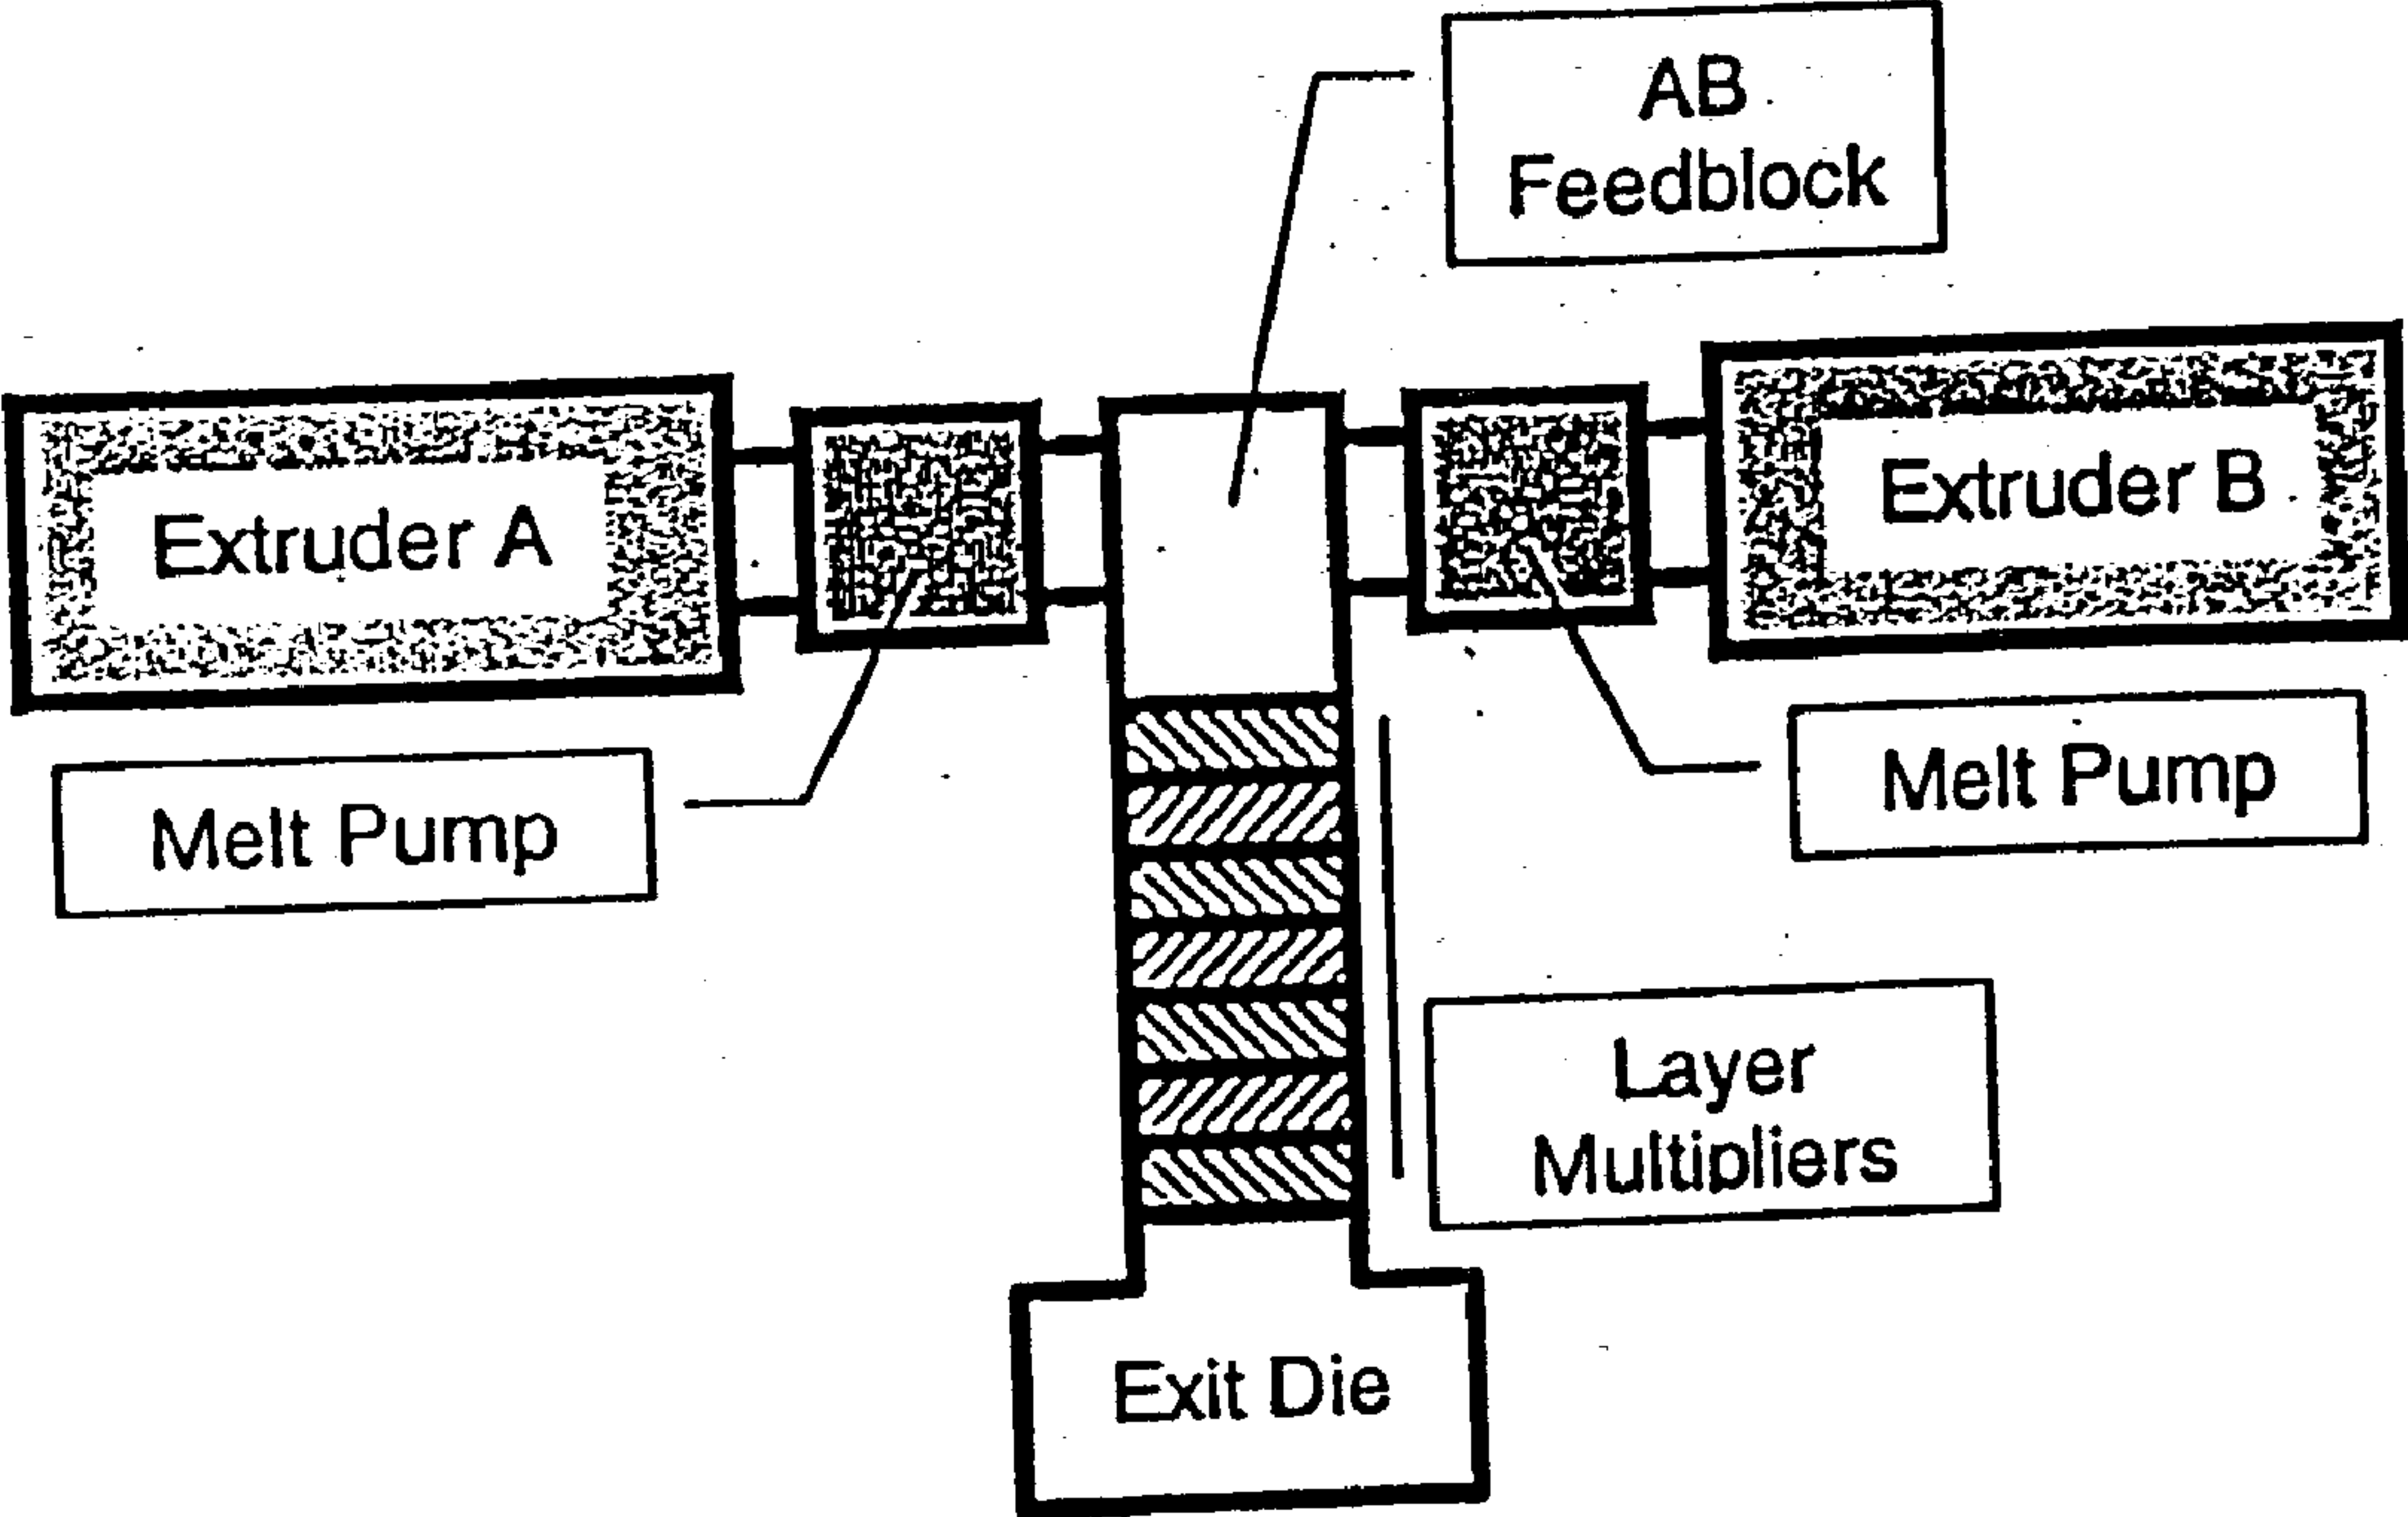 AB
Feedblock
Extruder A
Extruder B
Melt Pump
Melt Pump
Layer
Multipliers
Exit Die